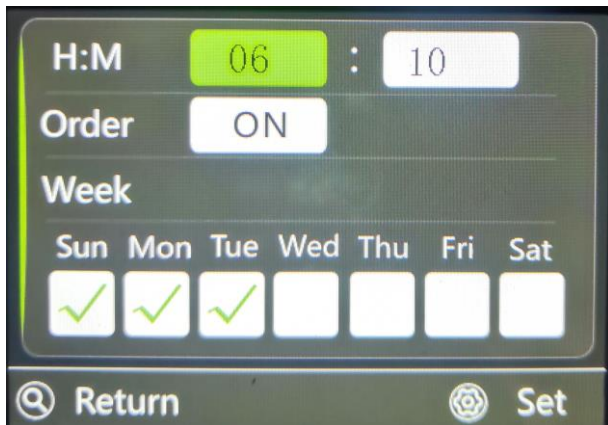 H:M 06 : 10
Order ON
Week
Sun Mon Tue Wed Thu Fri Sat
Return Set